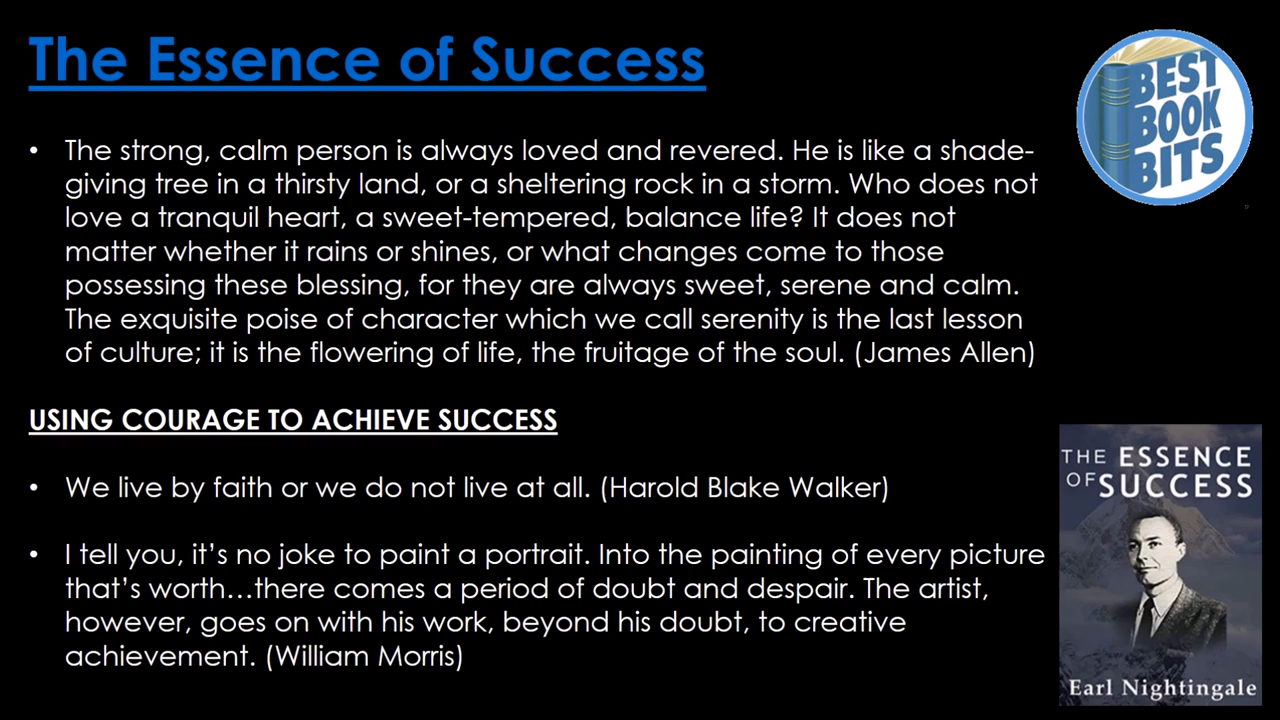 The Essence of Success
BEST
BOOK
BITS
• The strong, calm person is always loved and revered. He is like a shade-
giving tree in a thirsty land, or a sheltering rock in a storm. Who does not
love a tranquil heart, a sweet-tempered, balance life? It does not
matter whether it rains or shines, or what changes come to those
possessing these blessing, for they are always sweet, serene and calm.
The exquisite poise of character which we call serenity is the last lesson
of culture; it is the flowering of life, the fruitage of the soul. (James Allen)
USING COURAGE TO ACHIEVE SUCCESS
• We live by faith or we do not live at all. (Harold Blake Walker)
• I tell you, it’s no joke to paint a portrait. Into the painting of every picture
that’s worth…there comes a period of doubt and despair. The artist,
however, goes on with his work, beyond his doubt, to creative
achievement. (William Morris)
THE ESSENCE
OF SUCCESS
Earl Nightingale